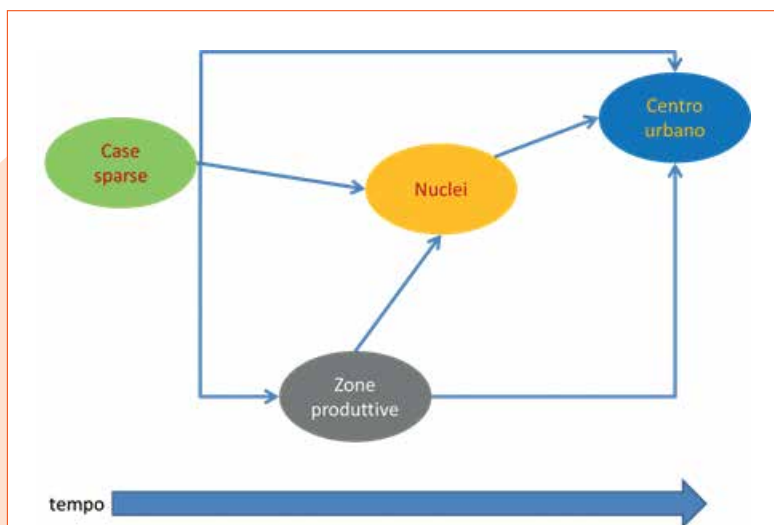 Centro
urbano
Case
sparse
Nuclei
Zone
produttive
tempo